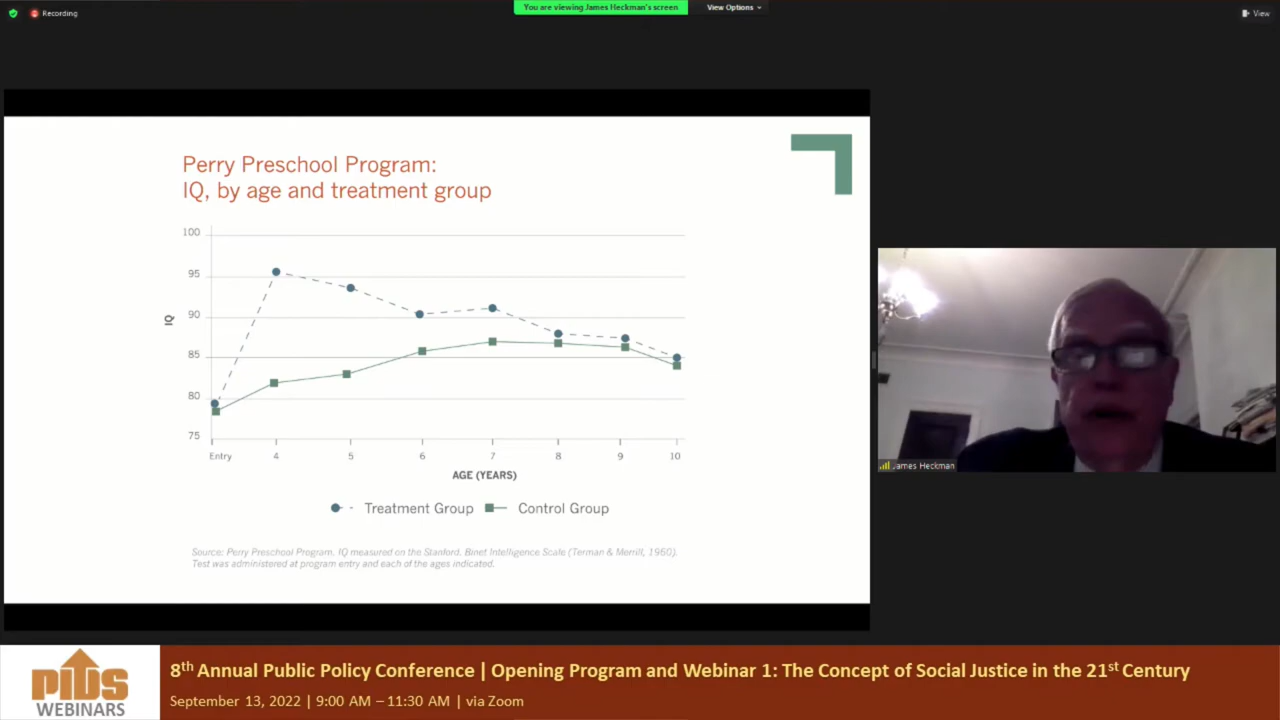 Recording
You are viewing James Heckman's screen
View Options
View
Perry Preschool Program:
IQ, by age and treatment group
100
95
90
85
80
75
IQ
Entry 4 5 6 7 8 9 10
AGE (YEARS)
Treatment Group Control Group
Source: Perry Preschool Program. IQ measured on the Stanford. Binet Intelligence Scale (Terman & Merrill, 1960).
Test was administered at program entry and each of the ages indicated.
James Heckman
PIDS
WEBINARS
8th Annual Public Policy Conference | Opening Program and Webinar 1: The Concept of Social Justice in the 21st Century
September 13, 2022 | 9:00 AM – 11:30 AM | via Zoom